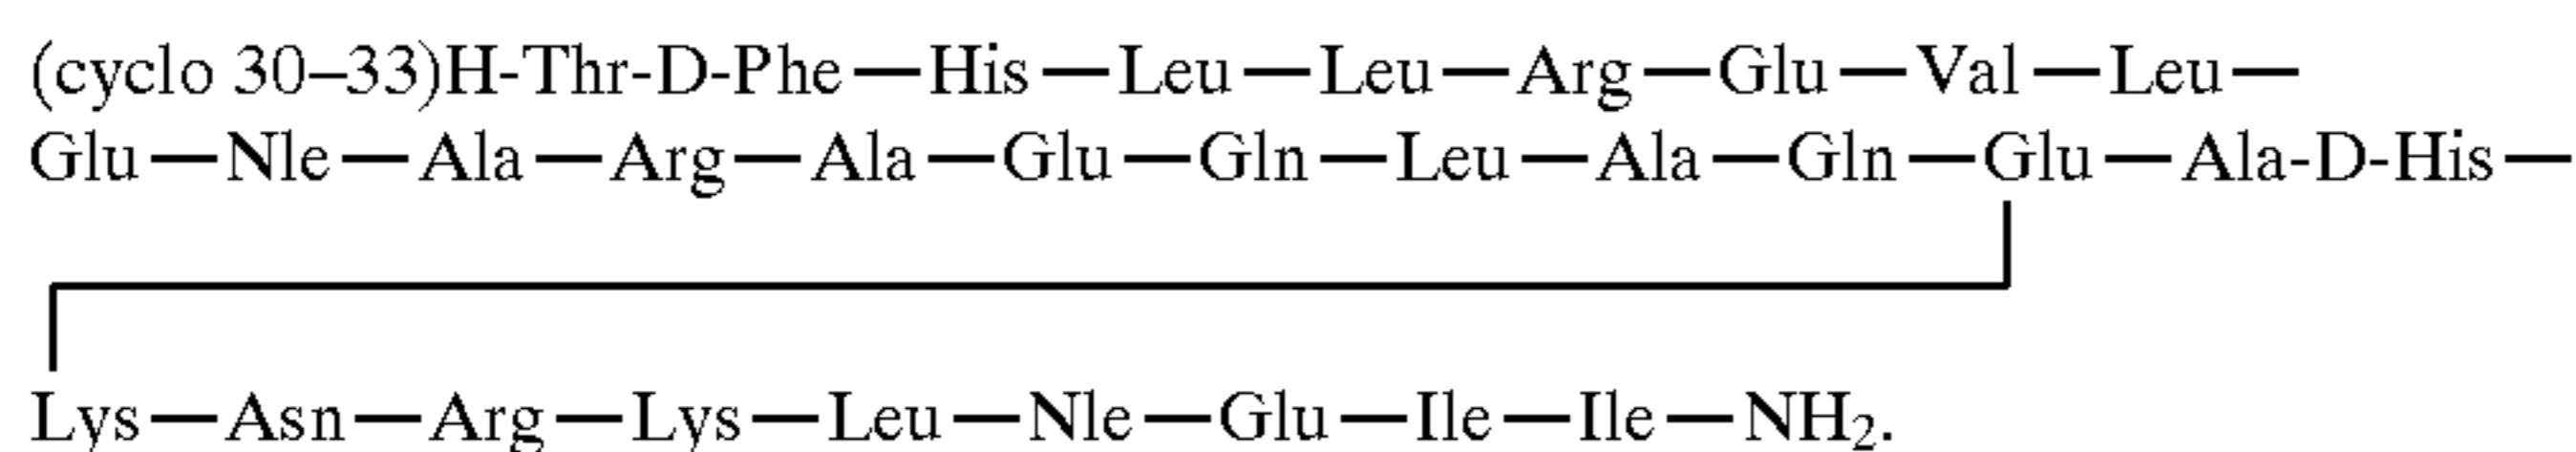 (cyclo 30–33)H-Thr-D-Phe—His—Leu—Leu—Arg—Glu—Val—Leu—
Glu—Nle—Ala—Arg—Ala—Glu—Gln—Leu—Ala—Gln—Glu—Ala-D-His—
Lys—Asn—Arg—Lys—Leu—Nle—Glu—Ile—Ile—NH₂.